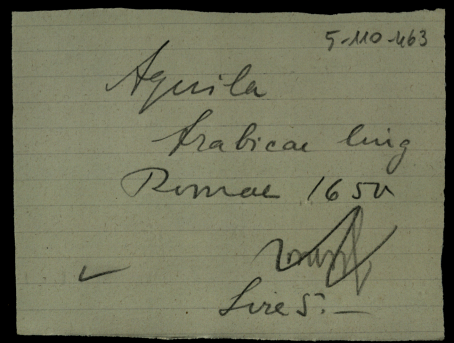 5-110-463
Aquila
Arabicae ling
Romae 1650
Lire 5.—